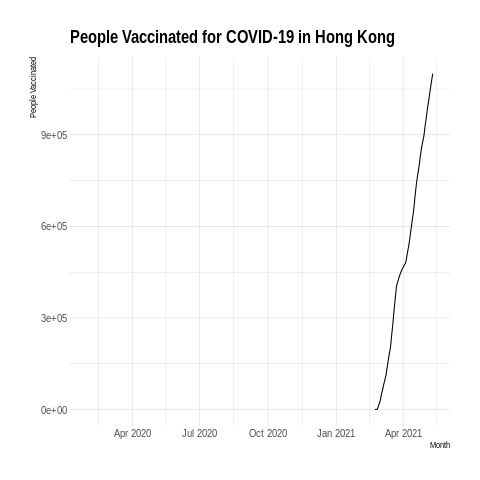 People Vaccinated for COVID-19 in Hong Kong
People Vaccinated
9e+05
6e+05
3e+05
0e+00
Apr 2020 Jul 2020 Oct 2020 Jan 2021 Apr 2021
Month